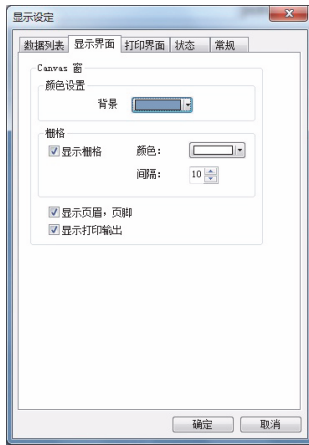 显示设定
数据列表 显示界面 打印界面 状态 常规
Canvas 窗
颜色设置
背景
栅格
显示栅格 颜色：
间隔： 10
显示页眉，页脚
显示打印输出
确定 取消